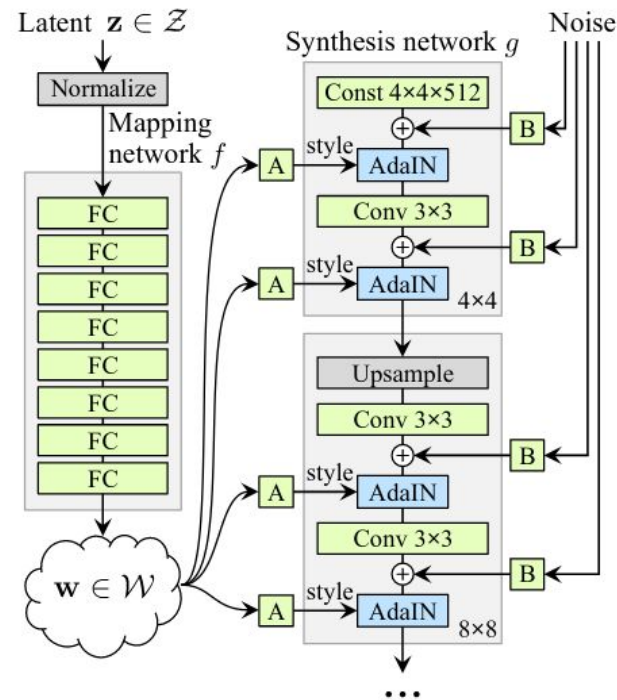 Latent z ∈ Z
Normalize
Mapping
network f
FC
FC
FC
FC
FC
FC
FC
FC
w ∈ W
Synthesis network g
Noise
Const 4×4×512
B
A
style
AdaIN
Conv 3×3
B
A
style
AdaIN
4×4
Upsample
Conv 3×3
B
A
style
AdaIN
Conv 3×3
B
A
style
AdaIN
8×8
...